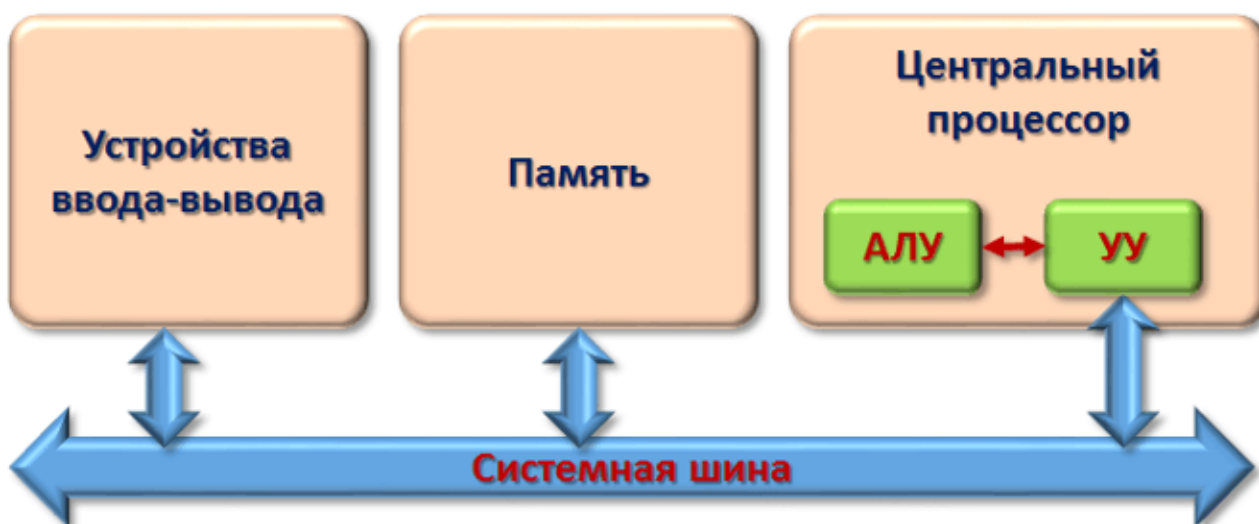 Устройства
ввода-вывода
Память
Центральный
процессор
АЛУ
УУ
Системная шина